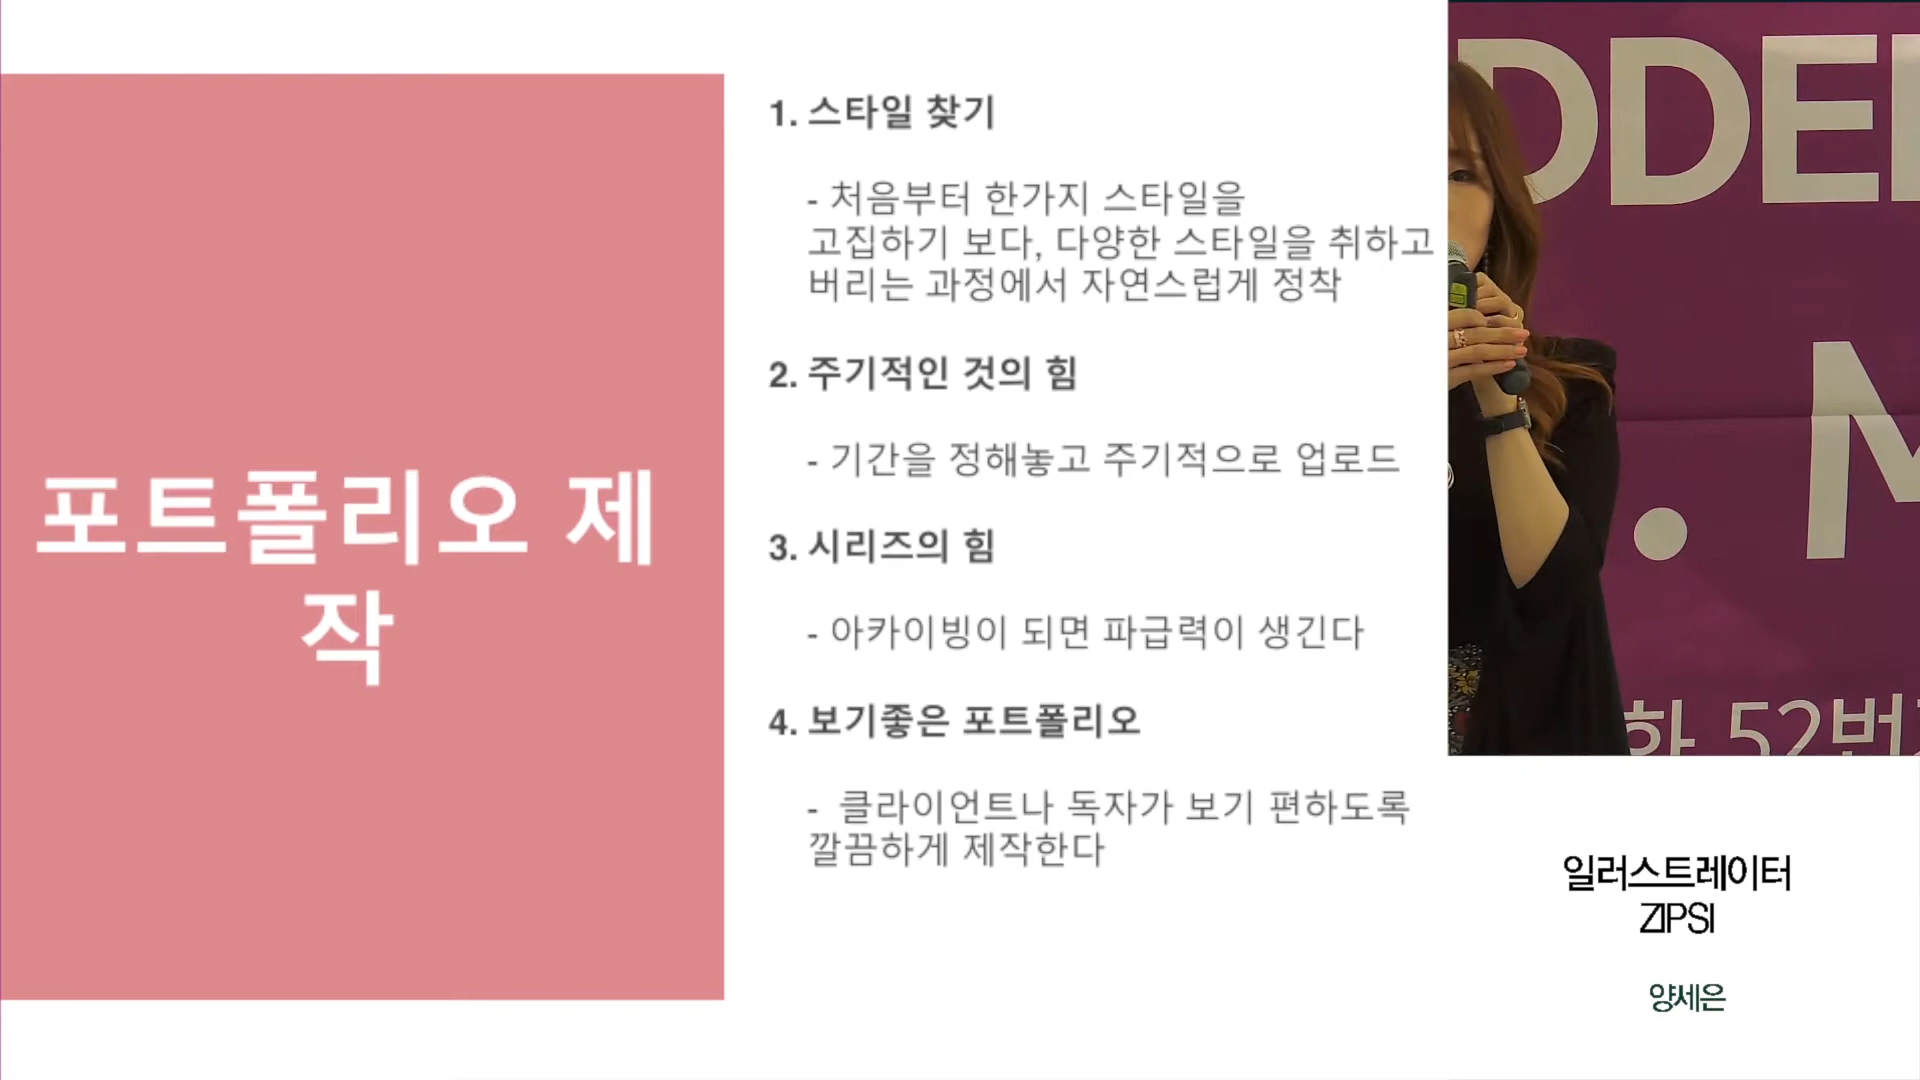 포트폴리오 제
작
1. 스타일 찾기
- 처음부터 한가지 스타일을
고집하기 보다, 다양한 스타일을 취하고
버리는 과정에서 자연스럽게 정착
2. 주기적인 것의 힘
- 기간을 정해놓고 주기적으로 업로드
3. 시리즈의 힘
- 아카이빙이 되면 파급력이 생긴다
4. 보기좋은 포트폴리오
- 클라이언트나 독자가 보기 편하도록
깔끔하게 제작한다
DDE
. M
한 52번
일러스트레이터
ZIPSI
양세은